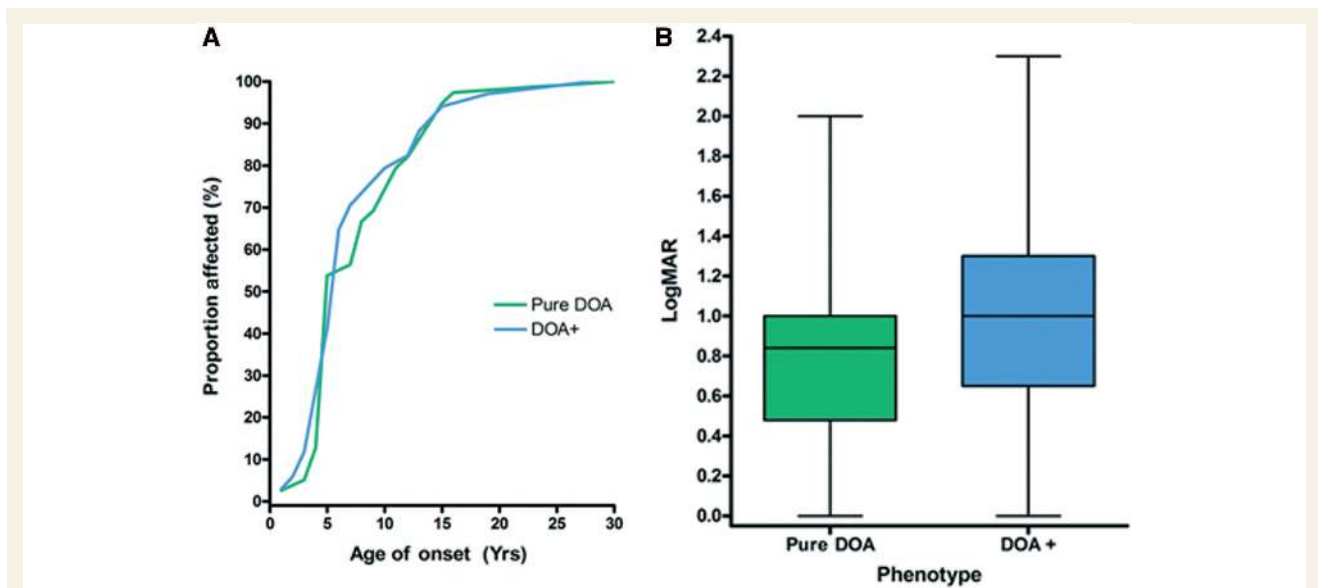 A
100
90
80
70
60
50
40
30
20
10
0
0 5 10 15 20 25 30
Proportion affected (%)
Age of onset (Yrs)
Pure DOA
DOA+
B
2.4
2.2
2.0
1.8
1.6
1.4
1.2
1.0
0.8
0.6
0.4
0.2
0.0
LogMAR
Pure DOA DOA +
Phenotype